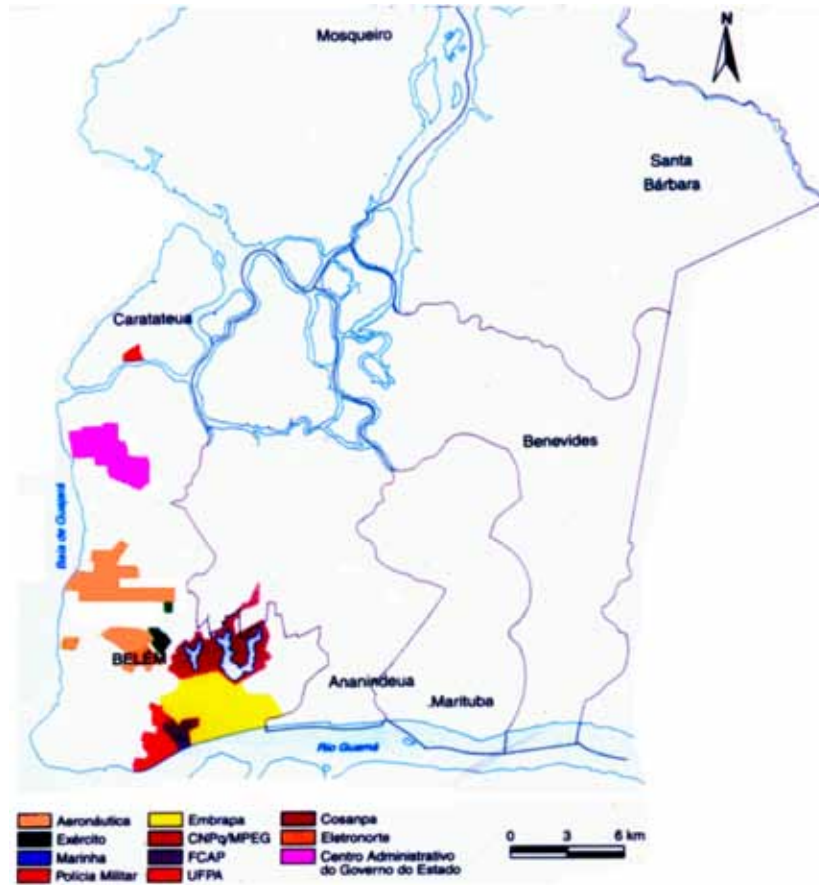 Mosqueiro
N
Santa
Bárbara
Caratateua
Benevides
Baía de Guajará
BELÉM
Ananindeua
.Marituba
Rio Guamá
Aeronáutica
Exército
Marinha
Polícia Militar
Embrapa
CNPq/MPEG
FCAP
UFPA
Cosanpa
Eletronorte
Centro Administrativo
do Governo do Estado
0 3 6 km